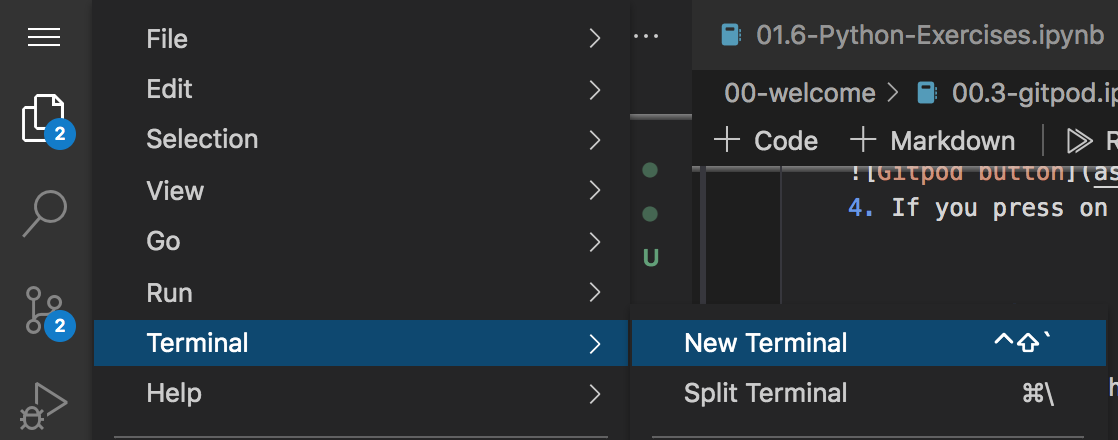 File
Edit
Selection
View
Go
Run
Terminal
Help
2
2
New Terminal ^⇧`
Split Terminal ⌘\
···
01.6-Python-Exercises.ipynb
00-welcome > 00.3-gitpod.ip
+ Code + Markdown R
![Gitpod button](as
4. If you press on
U
h